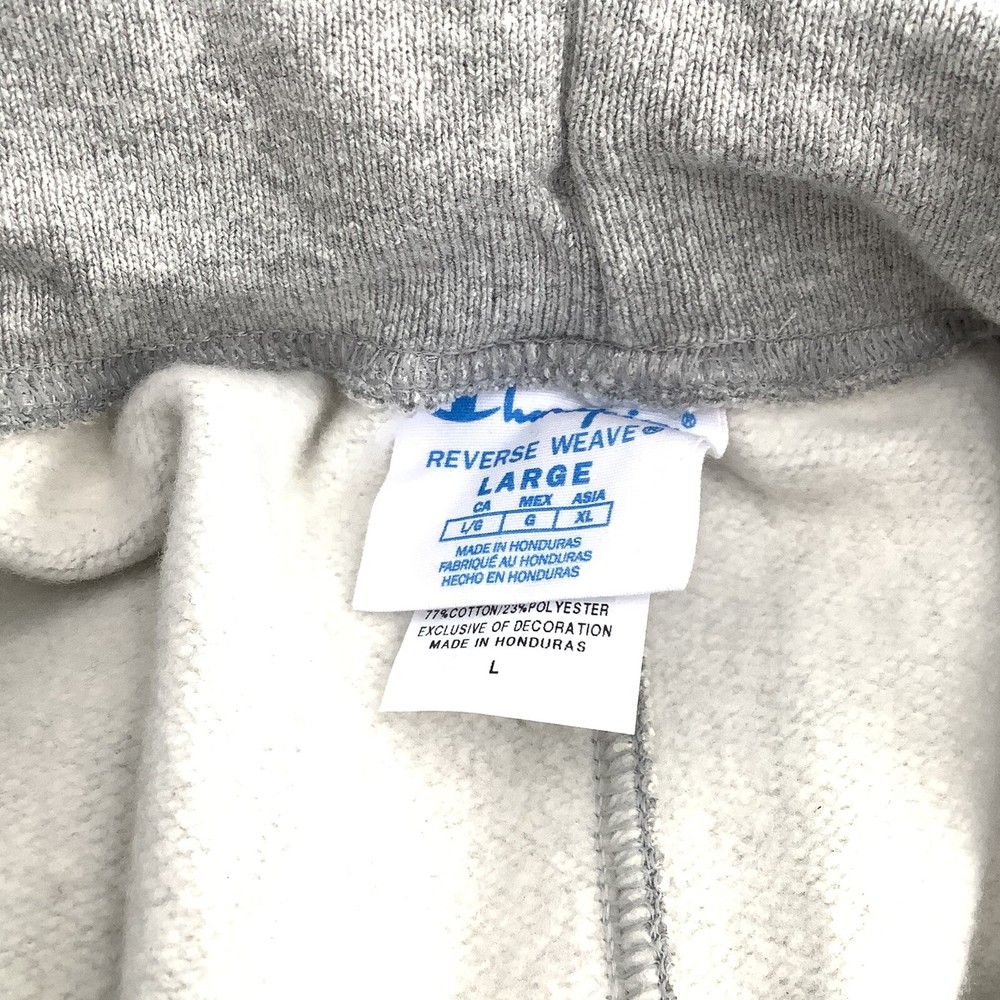 Champion®
REVERSE WEAVE®
LARGE
CA MEX ASIA
L/G G XL
MADE IN HONDURAS
FABRIQUÉ AU HONDURAS
HECHO EN HONDURAS
77%COTTON/23%POLYESTER
EXCLUSIVE OF DECORATION
MADE IN HONDURAS
L